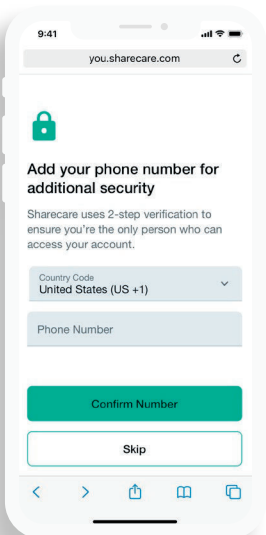 9:41
you.sharecare.com
Add your phone number for
additional security
Sharecare uses 2-step verification to
ensure you're the only person who can
access your account.
Country Code
United States (US +1)
Phone Number
Confirm Number
Skip